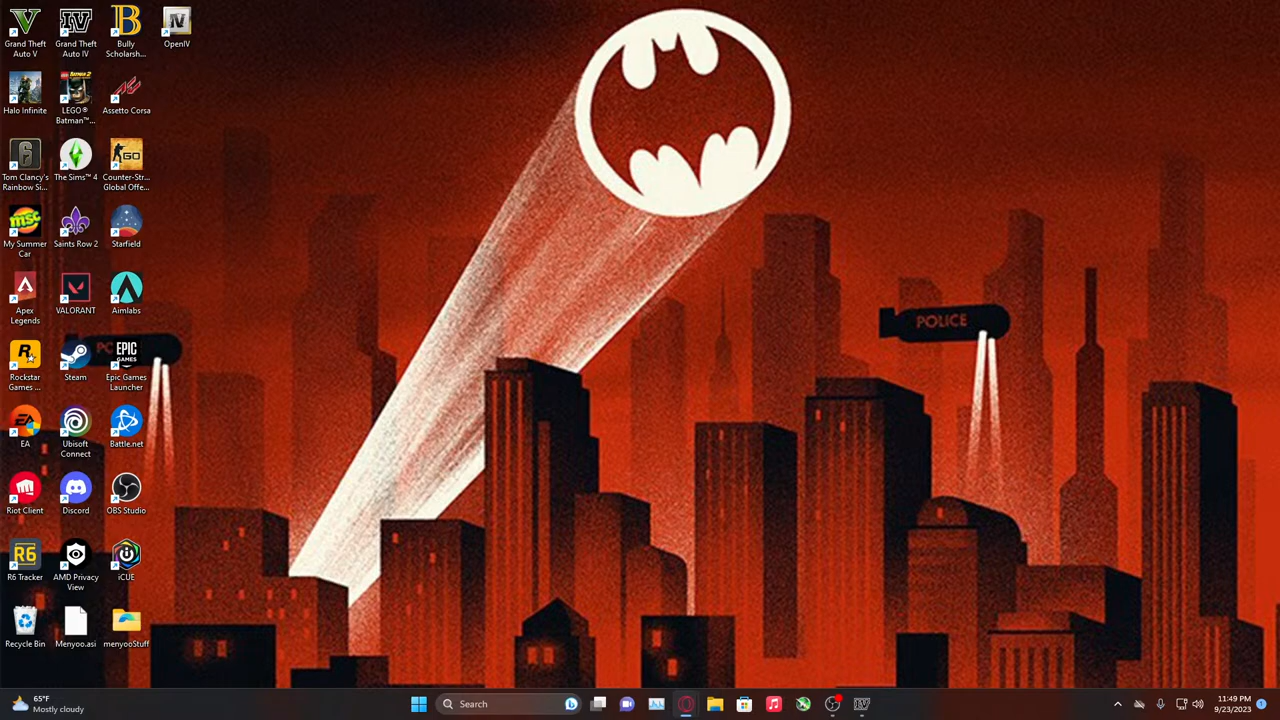 Grand Theft
Auto V
Grand Theft
Auto IV
Bully
Scholarsh...
OpenIV
Halo Infinite
LEGO®
Batman™...
Assetto Corsa
Tom Clancy's
Rainbow Si...
The Sims™ 4
Counter-Str...
Global Offe...
My Summer
Car
Saints Row 2
Starfield
Apex
Legends
VALORANT
Aimlabs
Rockstar
Games ...
Steam
Epic Games
Launcher
EA
Ubisoft
Connect
Battle.net
Riot Client
Discord
OBS Studio
R6 Tracker
AMD Privacy
View
iCUE
Recycle Bin
Menyoo.asi
menyooStuff
POLICE
65°F
Mostly cloudy
Search
11:49 PM
9/23/2023